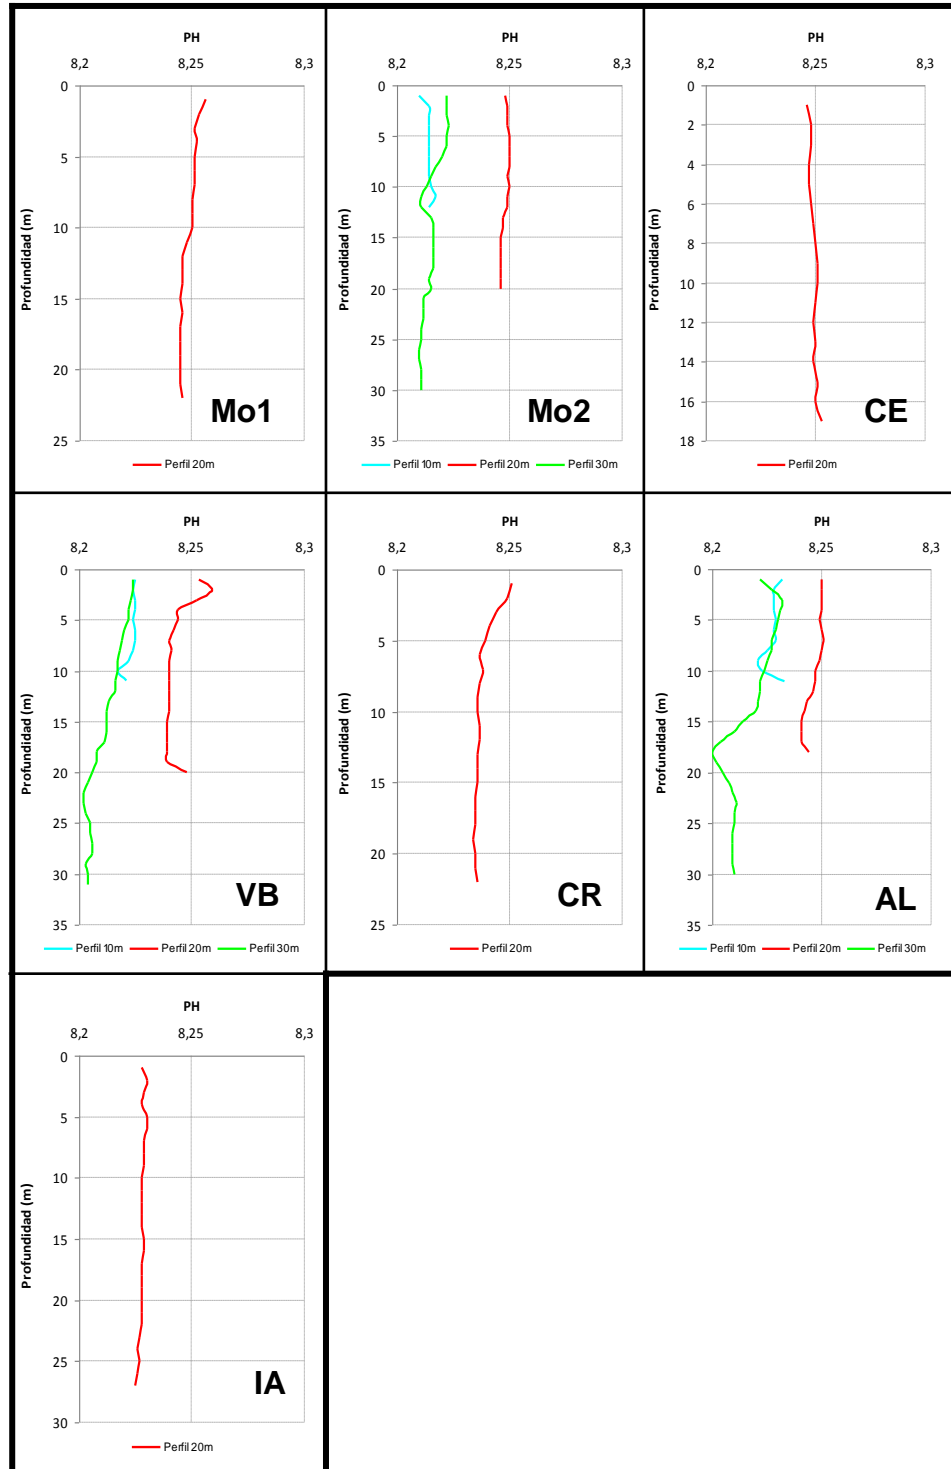 PH
8,2 8,25 8,3
0
5
10
15
20
25
Profundidad (m)
Mo1
Perfil 20m
PH
8,2 8,25 8,3
0
5
10
15
20
25
30
35
Profundidad (m)
Mo2
Perfil 10m Perfil 20m Perfil 30m
PH
8,2 8,25 8,3
0
2
4
6
8
10
12
14
16
18
Profundidad (m)
CE
Perfil 20m
PH
8,2 8,25 8,3
0
5
10
15
20
25
30
35
Profundidad (m)
VB
Perfil 10m Perfil 20m Perfil 30m
PH
8,2 8,25 8,3
0
5
10
15
20
25
Profundidad (m)
CR
Perfil 20m
PH
8,2 8,25 8,3
0
5
10
15
20
25
30
35
Profundidad (m)
AL
Perfil 10m Perfil 20m Perfil 30m
PH
8,2 8,25 8,3
0
5
10
15
20
25
30
Profundidad (m)
IA
Perfil 20m